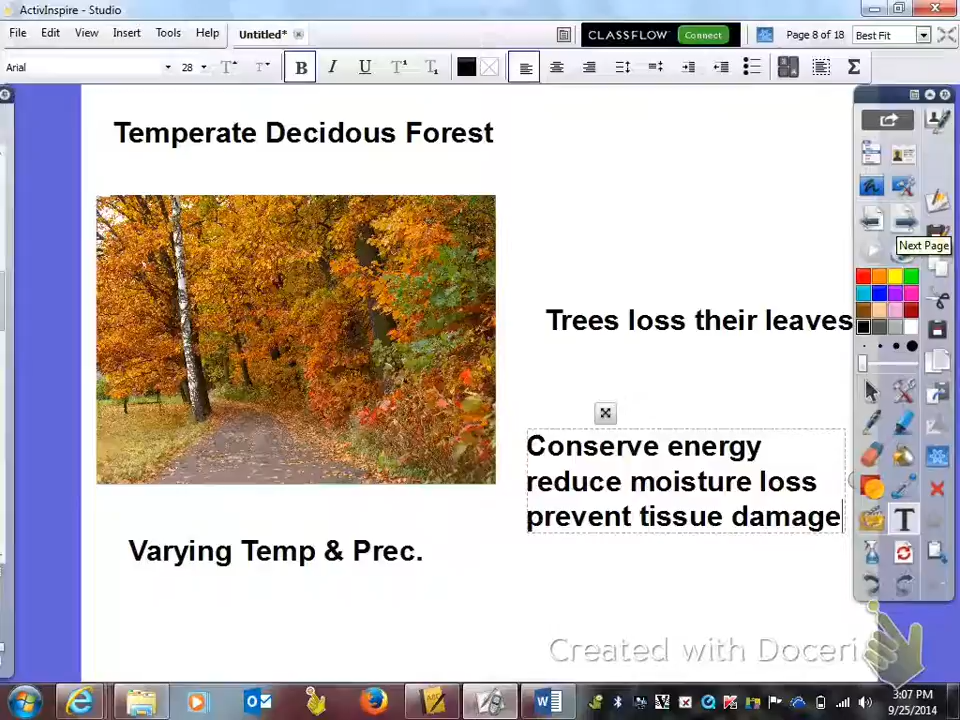 ActivInspire - Studio
File Edit View Insert Tools Help Untitled* CLASSFLOW Connect Page 8 of 18 Best Fit
Arial 28 B I U T¹ T₁ Σ
Temperate Decidous Forest
Next Page
Trees loss their leaves
Conserve energy
reduce moisture loss
prevent tissue damage
Varying Temp & Prec.
Created with Doceri
3:07 PM
9/25/2014